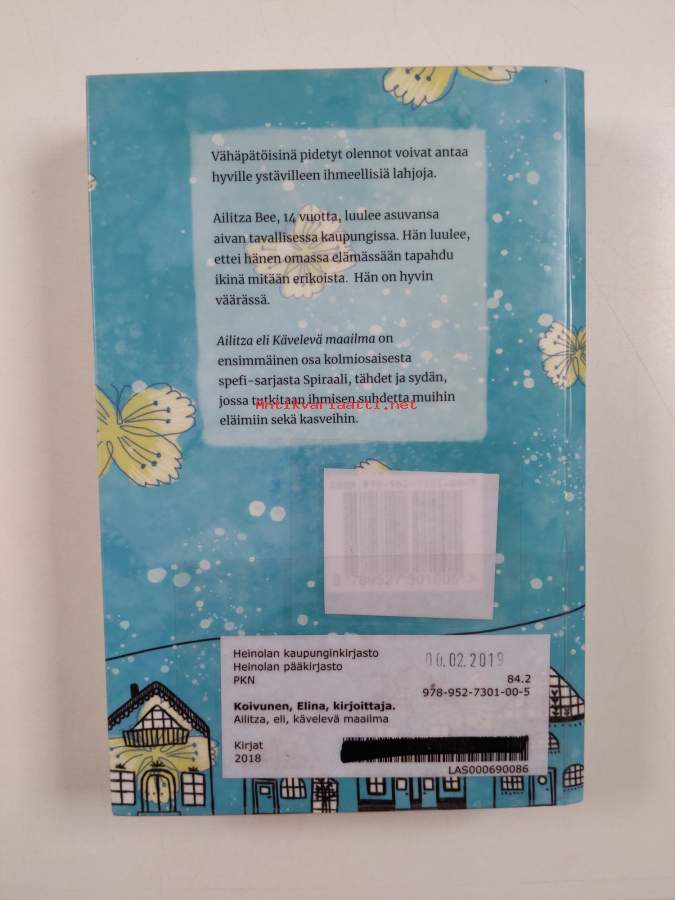 Vähäpätöisinä pidetyt olennot voivat antaa
hyville ystävilleen ihmeellisiä lahjoja.
Ailitza Bee, 14 vuotta, luulee asuvansa
aivan tavallisessa kaupungissa. Hän luulee,
ettei hänen omassa elämässään tapahdu
ikinä mitään erikoista. Hän on hyvin
väärässä.
Ailitza eli Kävelevä maailma on
ensimmäinen osa kolmiosaisesta
spefi-sarjasta Spiraali, tähdet ja sydän,
jossa tutkitaan ihmisen suhdetta muihin
Antikvariaatti.net
eläimiin sekä kasveihin.
Heinolan kaupunginkirjasto
Heinolan pääkirjasto
PKN
02.2019
84.2
978-952-7301-00-5
Koivunen, Elina, kirjoittaja.
Ailitza, eli, kävelevä maailma
Kirjat
2018
LAS000690086